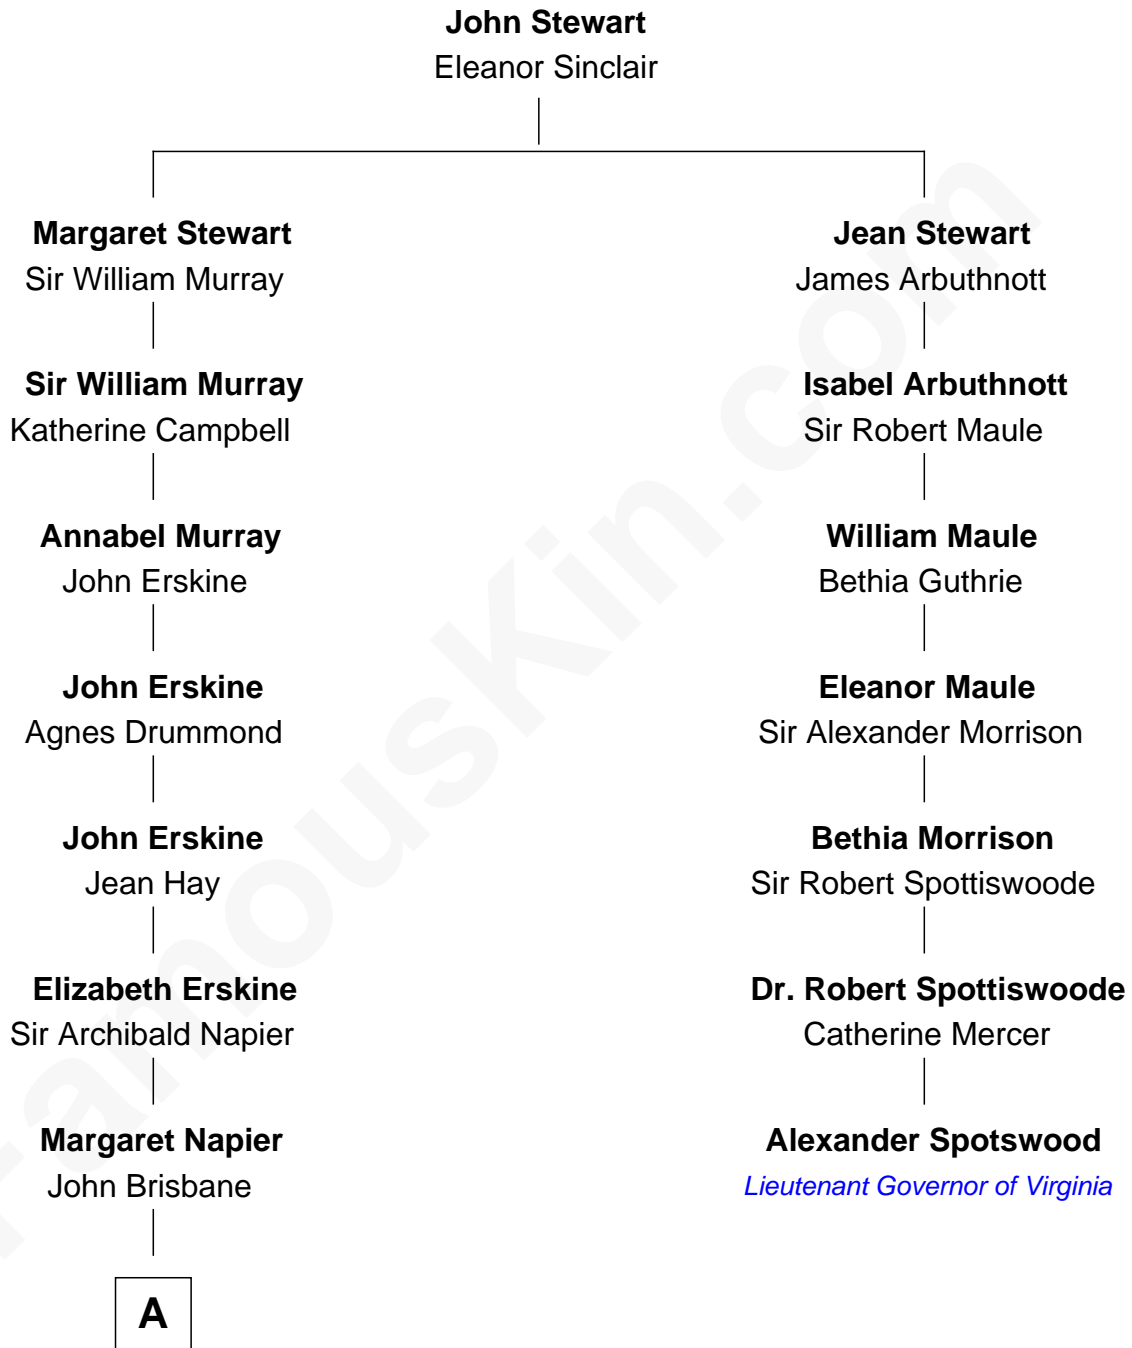 John Stewart
Eleanor Sinclair
Margaret Stewart
Sir William Murray
Jean Stewart
James Arbuthnott
Sir William Murray
Katherine Campbell
Isabel Arbuthnott
Sir Robert Maule
Annabel Murray
John Erskine
William Maule
Bethia Guthrie
John Erskine
Agnes Drummond
Eleanor Maule
Sir Alexander Morrison
John Erskine
Jean Hay
Bethia Morrison
Sir Robert Spottiswoode
Elizabeth Erskine
Sir Archibald Napier
Dr. Robert Spottiswoode
Catherine Mercer
Margaret Napier
John Brisbane
Alexander Spotswood
Lieutenant Governor of Virginia
A
FamousKin.com